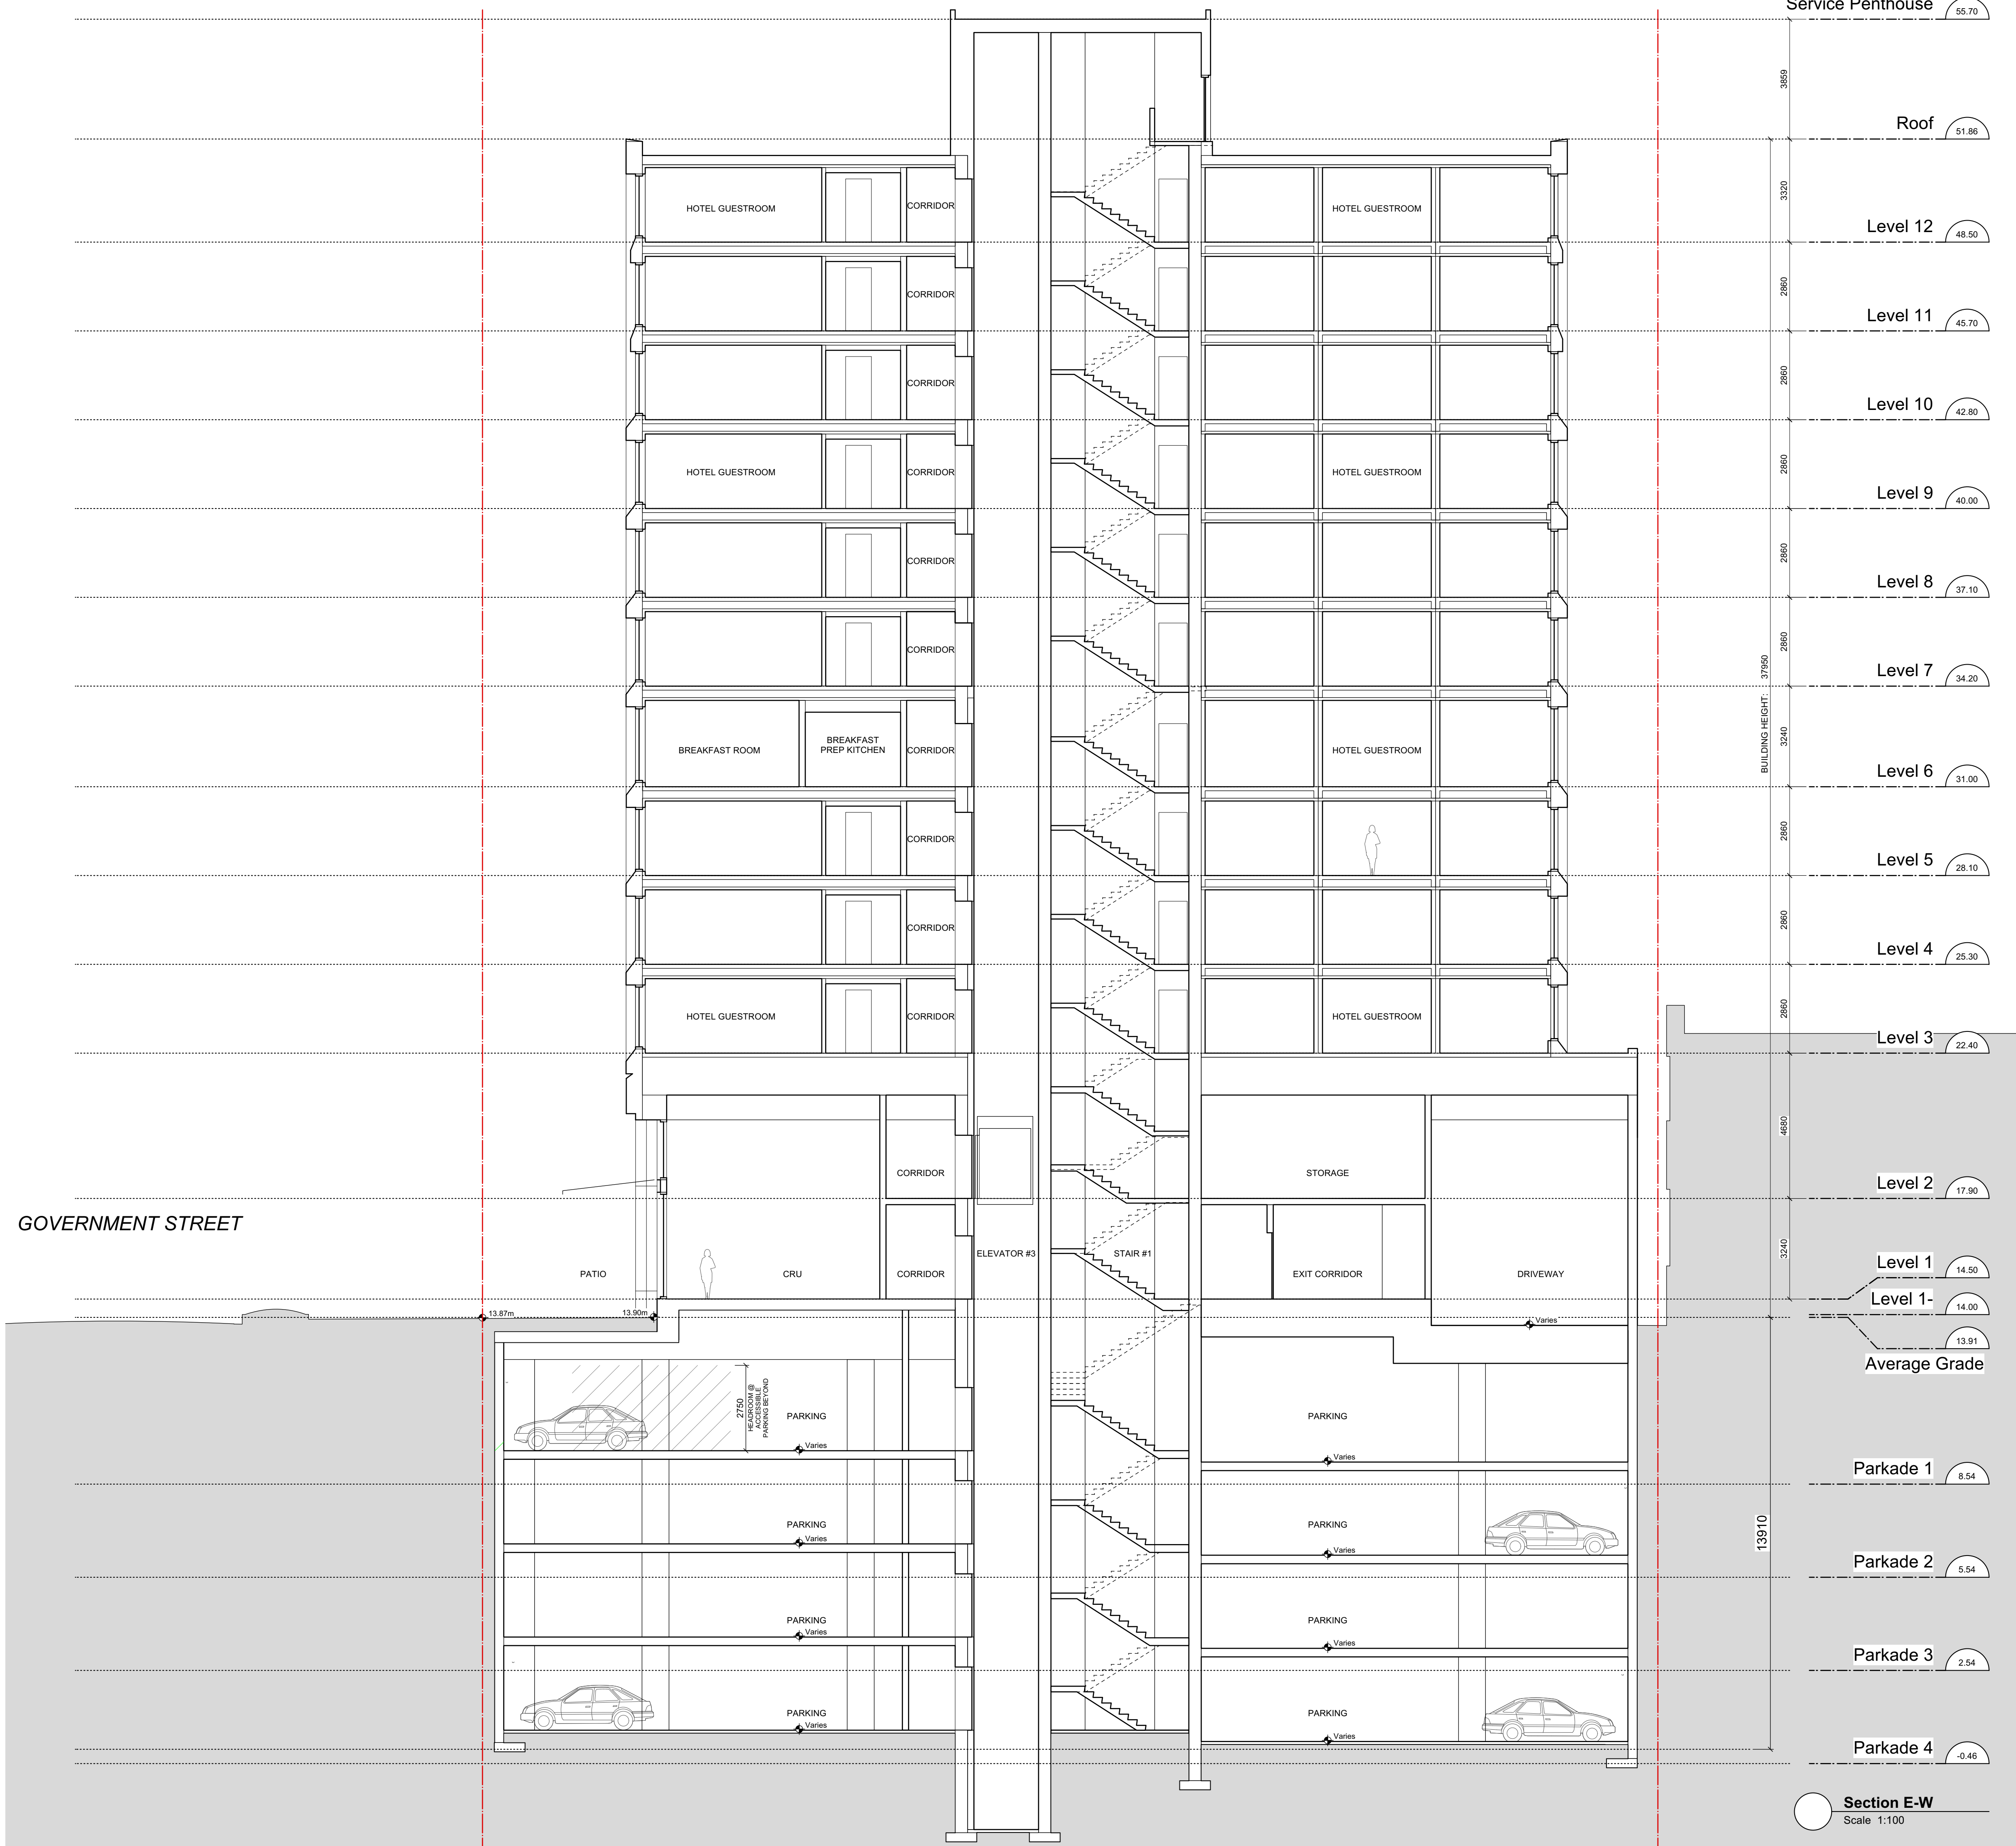 Service Penthouse 55.70
3859
Roof 51.86
HOTEL GUESTROOM CORRIDOR HOTEL GUESTROOM
3320
Level 12 48.50
CORRIDOR
2860
Level 11 45.70
CORRIDOR
2860
Level 10 42.80
HOTEL GUESTROOM CORRIDOR HOTEL GUESTROOM
2860
Level 9 40.00
CORRIDOR
2860
Level 8 37.10
CORRIDOR
2860
Level 7 34.20
BUILDING HEIGHT: 37950
BREAKFAST ROOM
BREAKFAST
PREP KITCHEN
CORRIDOR HOTEL GUESTROOM
3240
Level 6 31.00
CORRIDOR
2860
Level 5 28.10
CORRIDOR
2860
Level 4 25.30
HOTEL GUESTROOM CORRIDOR HOTEL GUESTROOM
2860
Level 3 22.40
4680
CORRIDOR STORAGE
Level 2 17.90
GOVERNMENT STREET
ELEVATOR #3 STAIR #1
3240
PATIO CRU CORRIDOR EXIT CORRIDOR DRIVEWAY
Level 1 14.50
Level 1- 14.00
13.87m 13.90m
Varies
13.91
Average Grade
2750
HEADROOM @
ACCESSIBLE
PARKING BEYOND
PARKING PARKING
Varies Varies
Parkade 1 8.54
PARKING PARKING
Varies Varies
13910
Parkade 2 5.54
PARKING PARKING
Varies Varies
Parkade 3 2.54
PARKING PARKING
Varies Varies
Parkade 4 -0.46
Section E-W
Scale 1:100